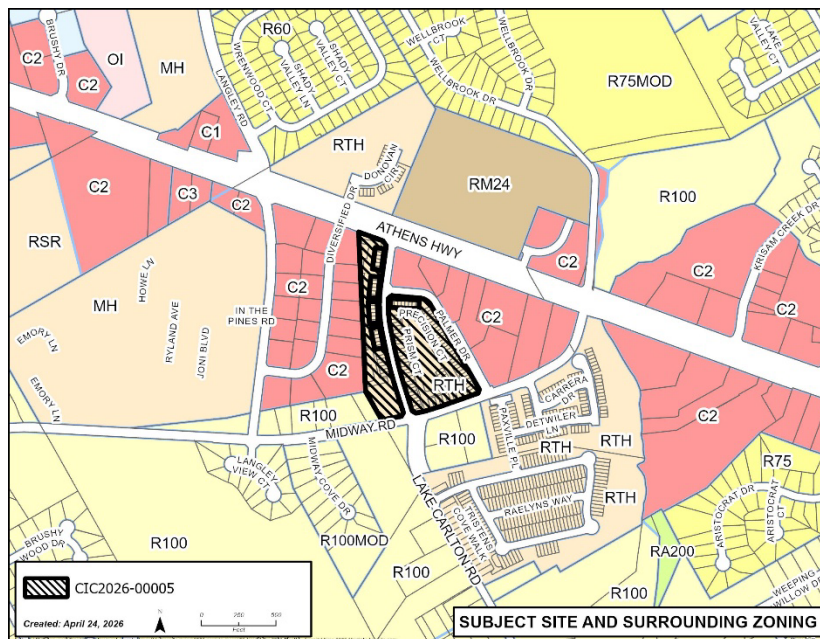 BRUSHY DR
C2
C2
OI
MH
LANGLEY RD
R60
WRENWOOD CT
SHADY VALLEY LN
SHADY VALLEY CT
WELLBROOK CT
WELLBROOK DR
WELLBROOK DR
R75MOD
LAKE VALLEY CT
C1
RTH
DONOVAN CIR
RM24
R100
C2
C3
C2
RSR
MH
HOWE LN
RYLAND AVE
JONI BLVD
EMORY LN
EMORY LN
IN THE PINES RD
DIVERSIFIED DR
ATHENS HWY
C2
C2
C2
KRISAM CREEK DR
C2
C2
C2
PALMER DR
PRECISION CT
PRISM CT
RTH
C2
R100
MIDWAY RD
R100
CARRERA DR
DETWILER LN
PAXVILLE PL
RTH
RTH
RTH
C2
LANGLEY VIEW CT
MIDWAY COVE DR
R100MOD
LAKE CARLTON RD
RAELYNS WAY
TRISTENS COVE WALK
R75
ARISTOCRAT DR
ARISTOCRAT CT
BRUSHY WOOD DR
R100
R100
RA200
R100
WEEPING WILLOW DR
CIC2026-00005
Created: April 24, 2026
N
0 250 500
Feet
SUBJECT SITE AND SURROUNDING ZONING